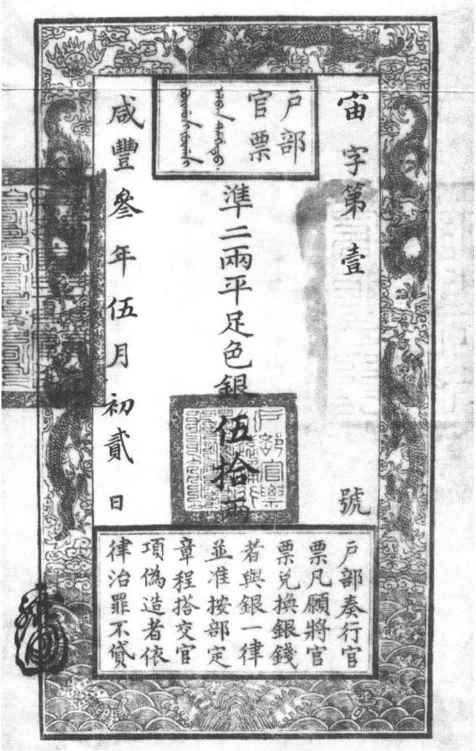 戶部
官票
宙字第壹號
準二兩平足色銀伍拾兩
咸豐叅年伍月初貳日
戶部奏行官
票凡願將官
票兌換銀錢
者與銀一律
並准按部定
章程搭交官
項偽造者依
律治罪不貸